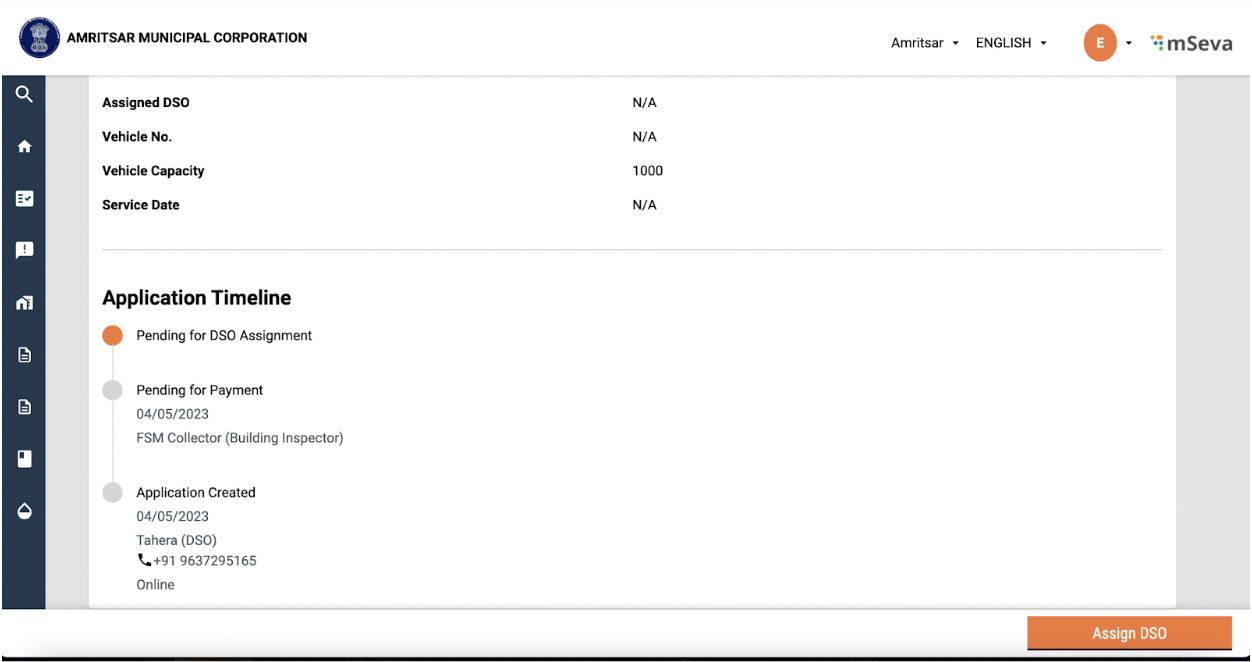 AMRITSAR MUNICIPAL CORPORATION
Amritsar
ENGLISH
E
mSeva
Assigned DSO N/A
Vehicle No. N/A
Vehicle Capacity 1000
Service Date N/A
Application Timeline
Pending for DSO Assignment
Pending for Payment
04/05/2023
FSM Collector (Building Inspector)
Application Created
04/05/2023
Tahera (DSO)
+91 9637295165
Online
Assign DSO